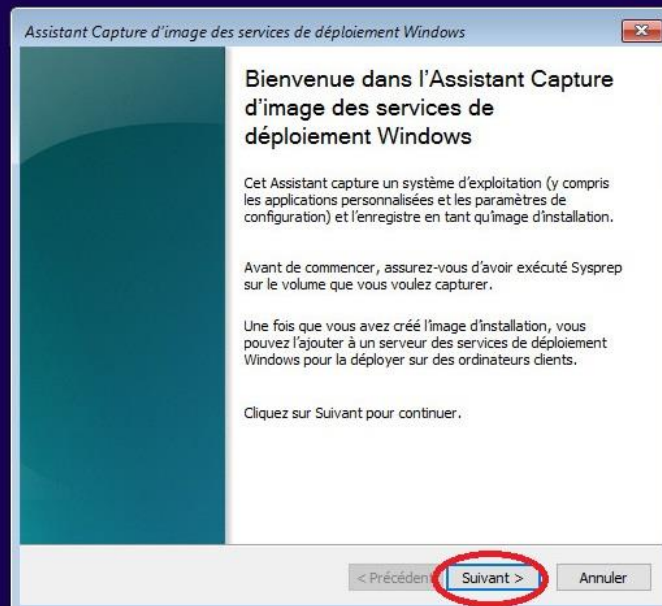 Assistant Capture d'image des services de déploiement Windows
Bienvenue dans l'Assistant Capture
d'image des services de
déploiement Windows
Cet Assistant capture un système d'exploitation (y compris
les applications personnalisées et les paramètres de
configuration) et l'enregistre en tant qu'image d'installation.
Avant de commencer, assurez-vous d'avoir exécuté Sysprep
sur le volume que vous voulez capturer.
Une fois que vous avez créé l'image d'installation, vous
pouvez l'ajouter à un serveur des services de déploiement
Windows pour la déployer sur des ordinateurs clients.
Cliquez sur Suivant pour continuer.
< Précédent Suivant > Annuler